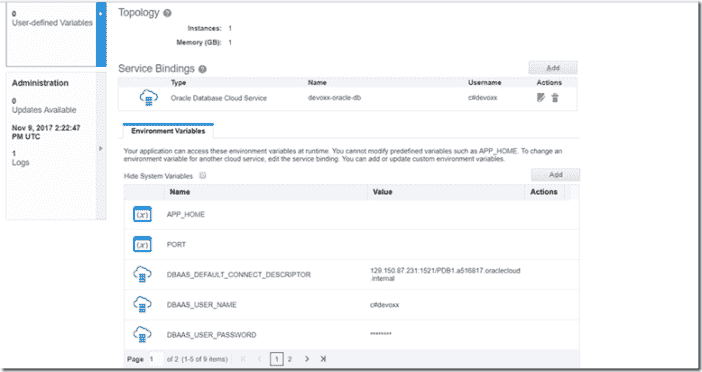 0
User-defined Variables
Administration
0
Updates Available
Nov 9, 2017 2:22:47
PM UTC
1
Logs
Topology
Instances: 1
Memory (GB): 1
Service Bindings
Add
Type Name Username Actions
Oracle Database Cloud Service devoxx-oracle-db c#devoxx
Environment Variables
Your application can access these environment variables at runtime. You cannot modify predefined variables such as APP_HOME. To change an
environment variable for another cloud service, edit the service binding. You can add or update custom environment variables.
Hide System Variables
Add
Name Value Actions
(x) APP_HOME
(x) PORT
DBAAS_DEFAULT_CONNECT_DESCRIPTOR 129.150.87.231:1521/PDB1.a516817.oraclecloud
.internal
DBAAS_USER_NAME c#devoxx
DBAAS_USER_PASSWORD ********
Page 1 of 2 (1-5 of 9 items) 1 2